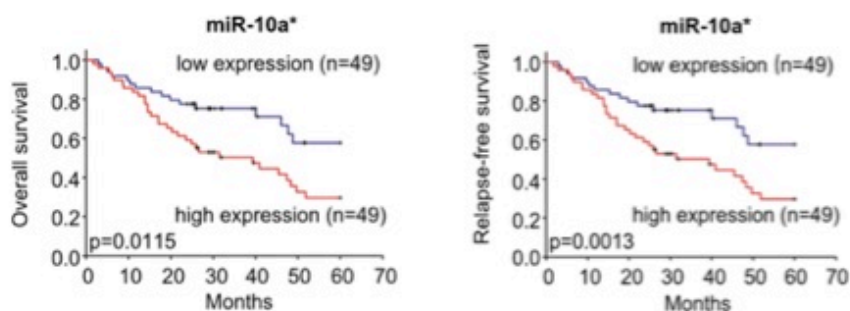 miR-10a*
Overall survival
1.0
0.8
0.6
0.4
0.2
0.0
low expression (n=49)
high expression (n=49)
p=0.0115
0 10 20 30 40 50 60 70
Months
miR-10a*
Relapse-free survival
1.0
0.8
0.6
0.4
0.2
0.0
low expression (n=49)
high expression (n=49)
p=0.0013
0 10 20 30 40 50 60 70
Months